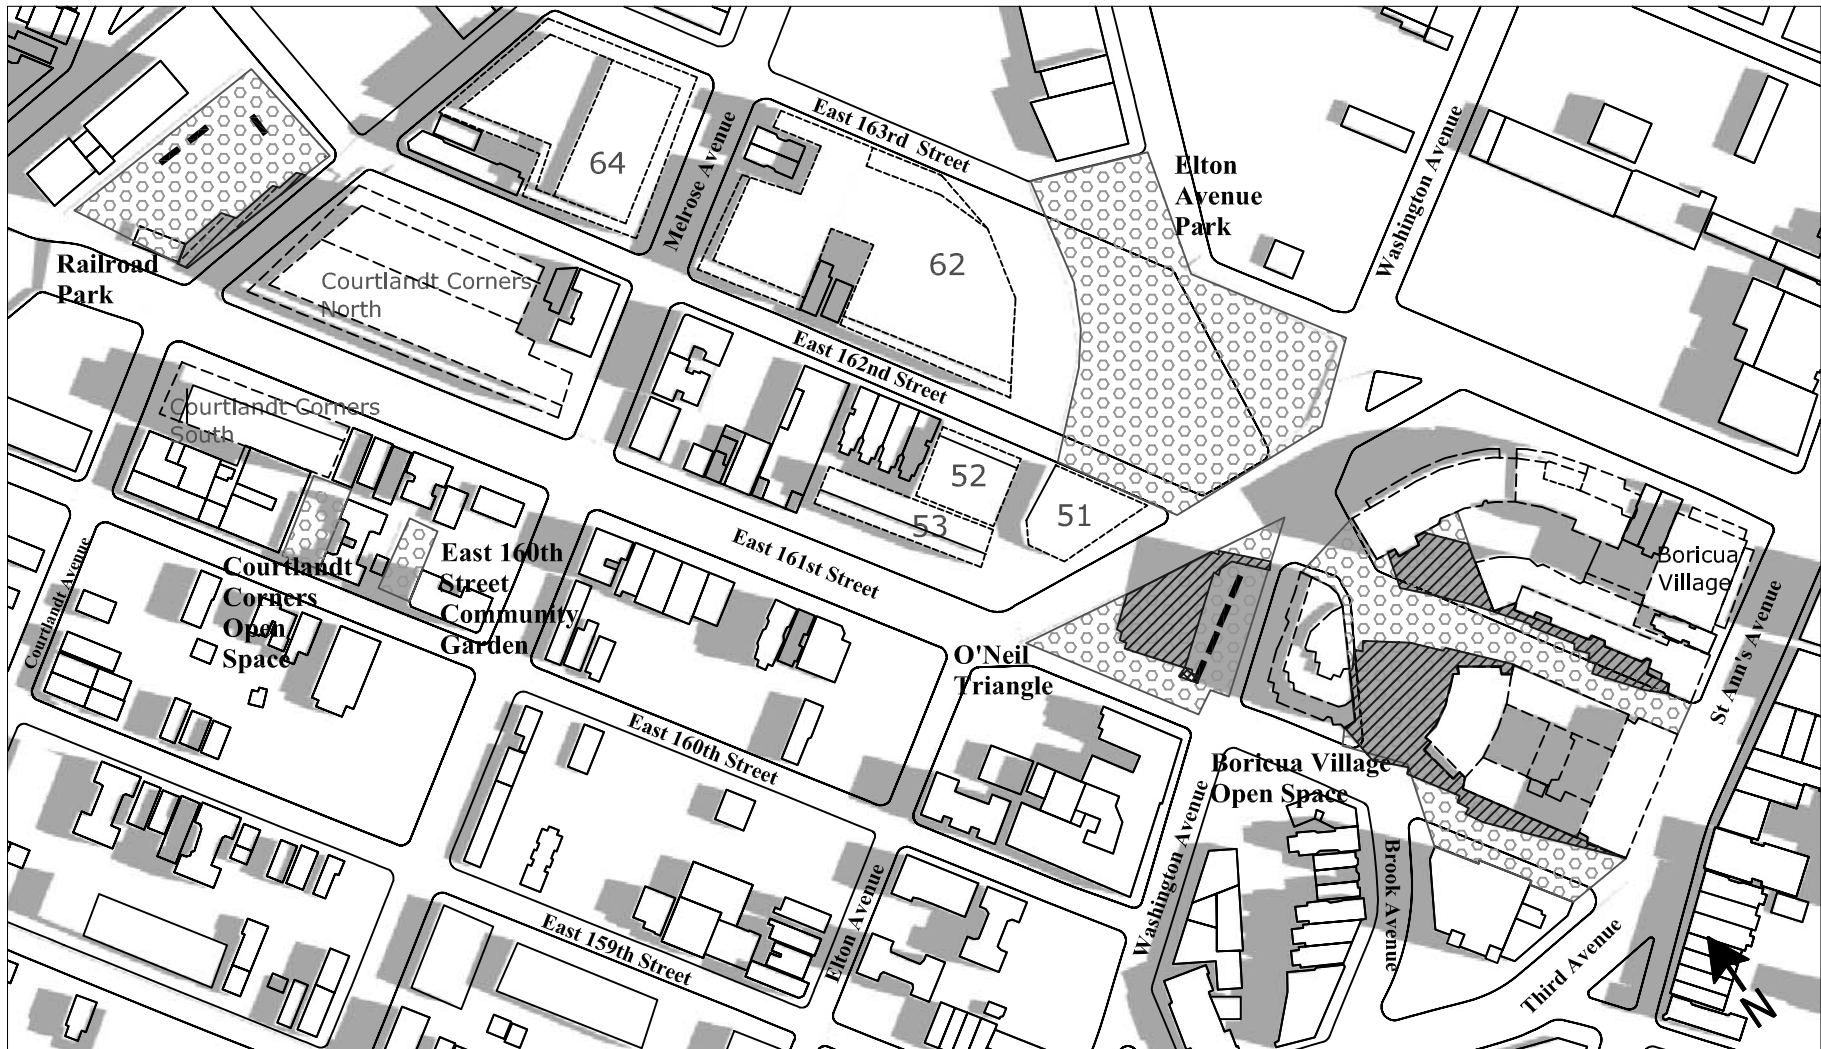 East 163rd Street
64
Melrose Avenue
Elton
Avenue
Park
Washington Avenue
Railroad
Park
Courtlandt Corners
North
62
East 162nd Street
Courtlandt Corners
South
52
51
53
East 161st Street
Boricua
Village
Courtlandt Avenue
Courtlandt
Corners
Open
Space
East 160th
Street
Community
Garden
O'Neil
Triangle
St Ann's Avenue
East 160th Street
Boricua Village
Open Space
Washington Avenue
Brook Avenue
Elton Avenue
East 159th Street
Third Avenue
N